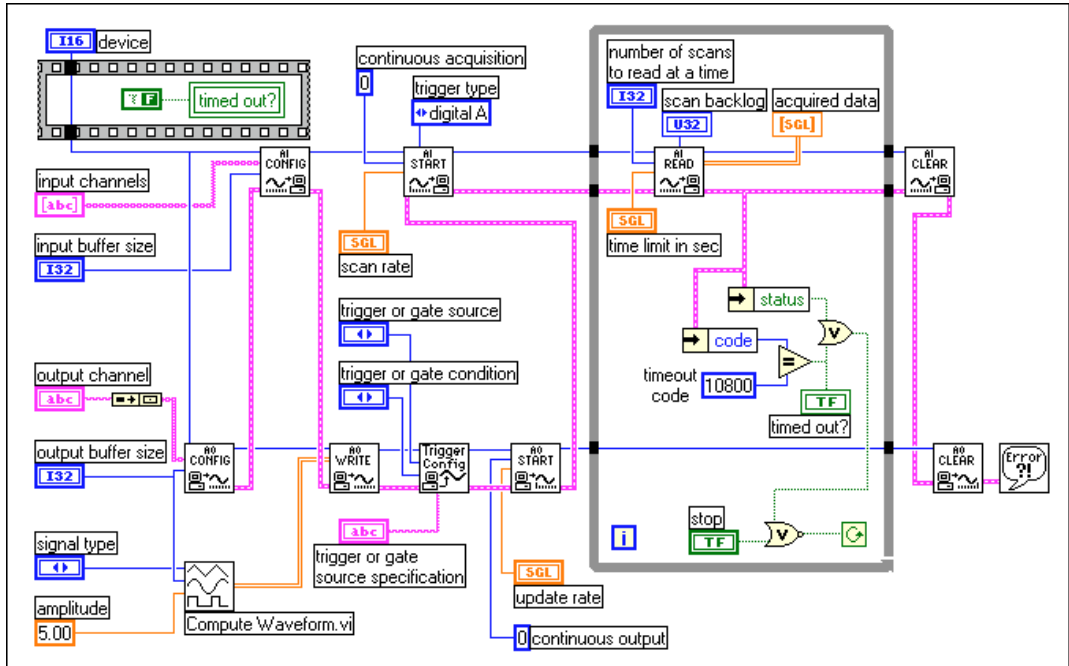 I16 device
F timed out?
continuous acquisition
0
trigger type
digital A
number of scans
to read at a time
I32
scan backlog
U32
acquired data
[SGL]
AI
CONFIG
AI
START
AI
READ
AI
CLEAR
input channels
[abc]
input buffer size
I32
SGL
scan rate
SGL
time limit in sec
status
V
code
=
timeout
code
10800
TF
timed out?
trigger or gate source
trigger or gate condition
output channel
abc
output buffer size
I32
AO
CONFIG
AO
WRITE
Trigger
Config
AO
START
AO
CLEAR
Error
?!
abc
trigger or gate
source specification
signal type
Compute Waveform.vi
amplitude
5.00
SGL
update rate
0 continuous output
i
stop
TF
V